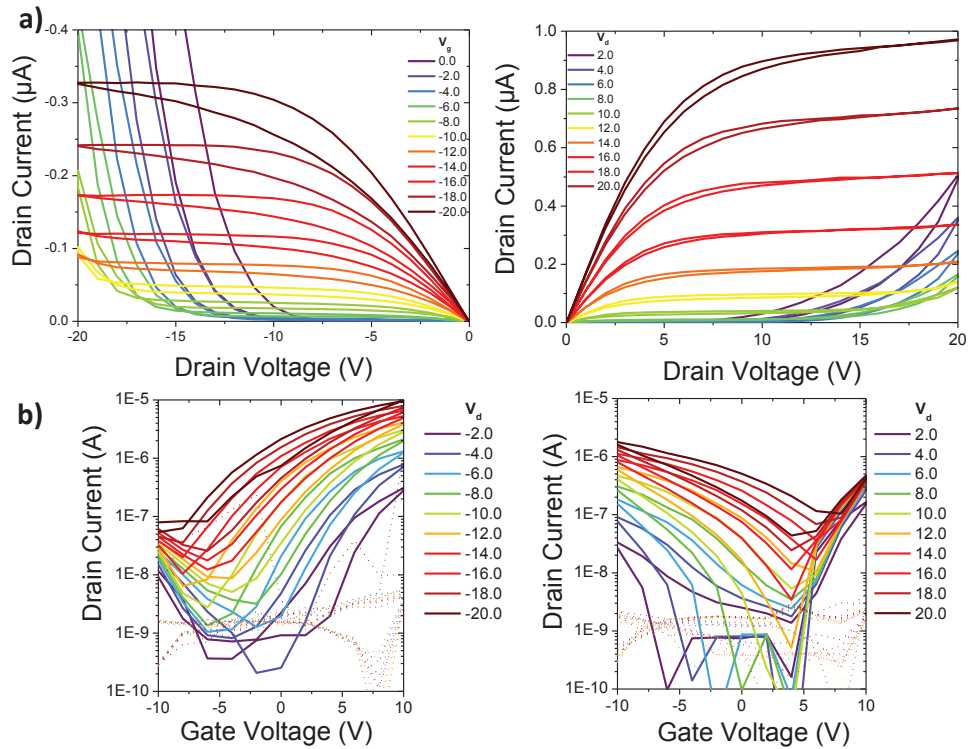 a)
Drain Current (µA)
-0.4
-0.3
-0.2
-0.1
0.0
-20
-15
-10
-5
0
Drain Voltage (V)
Vg
0.0
-2.0
-4.0
-6.0
-8.0
-10.0
-12.0
-14.0
-16.0
-18.0
-20.0
Drain Current (µA)
1.0
0.8
0.6
0.4
0.2
0.0
0
5
10
15
20
Drain Voltage (V)
Vd
2.0
4.0
6.0
8.0
10.0
12.0
14.0
16.0
18.0
20.0
b)
Drain Current (A)
1E-5
1E-6
1E-7
1E-8
1E-9
1E-10
-10
-5
0
5
10
Gate Voltage (V)
Vd
-2.0
-4.0
-6.0
-8.0
-10.0
-12.0
-14.0
-16.0
-18.0
-20.0
Drain Current (A)
1E-5
1E-6
1E-7
1E-8
1E-9
1E-10
-10
-5
0
5
10
Gate Voltage (V)
Vd
2.0
4.0
6.0
8.0
10.0
12.0
14.0
16.0
18.0
20.0